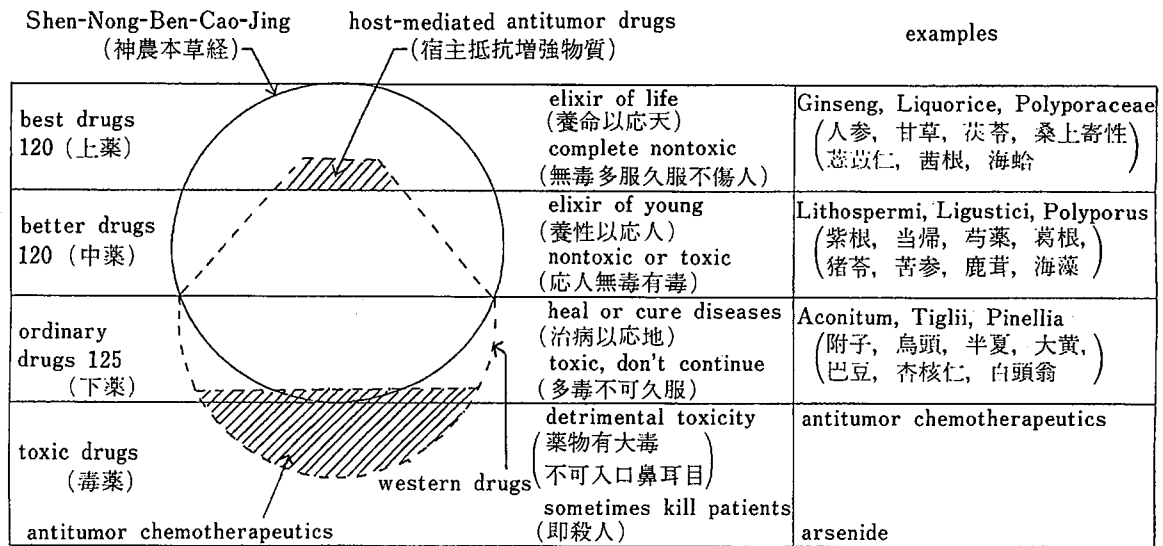 Shen-Nong-Ben-Cao-Jing
(神農本草経)
host-mediated antitumor drugs
(宿主抵抗増強物質)
examples
best drugs
120 (上薬)
elixir of life
(養命以応天)
complete nontoxic
(無毒多服久服不傷人)
Ginseng, Liquorice, Polyporaceae
(人参, 甘草, 茯苓, 桑上寄性
薏苡仁, 茜根, 海蛤)
better drugs
120 (中薬)
elixir of young
(養性以応人)
nontoxic or toxic
(応人無毒有毒)
Lithospermi, Ligustici, Polyporus
(紫根, 当帰, 芍薬, 葛根,
猪苓, 苦参, 鹿茸, 海藻)
ordinary
drugs 125
(下薬)
heal or cure diseases
(治病以応地)
toxic, don't continue
(多毒不可久服)
Aconitum, Tiglii, Pinellia
(附子, 烏頭, 半夏, 大黄,
巴豆, 杏核仁, 白頭翁)
toxic drugs
(毒薬)
antitumor chemotherapeutics
western drugs
detrimental toxicity
(薬物有大毒
不可入口鼻耳目)
sometimes kill patients
(即殺人)
antitumor chemotherapeutics
arsenide